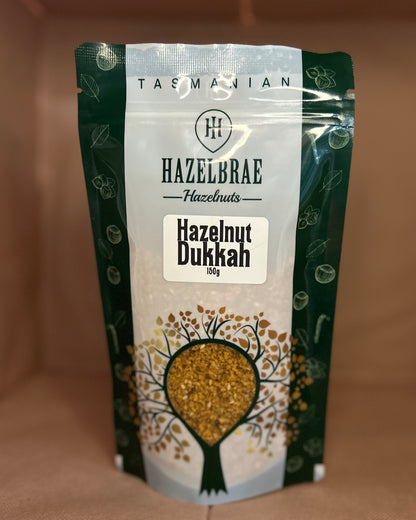 TASMANIAN
H
HAZELBRAE
Hazelnuts
Hazelnut
Dukkah
150g